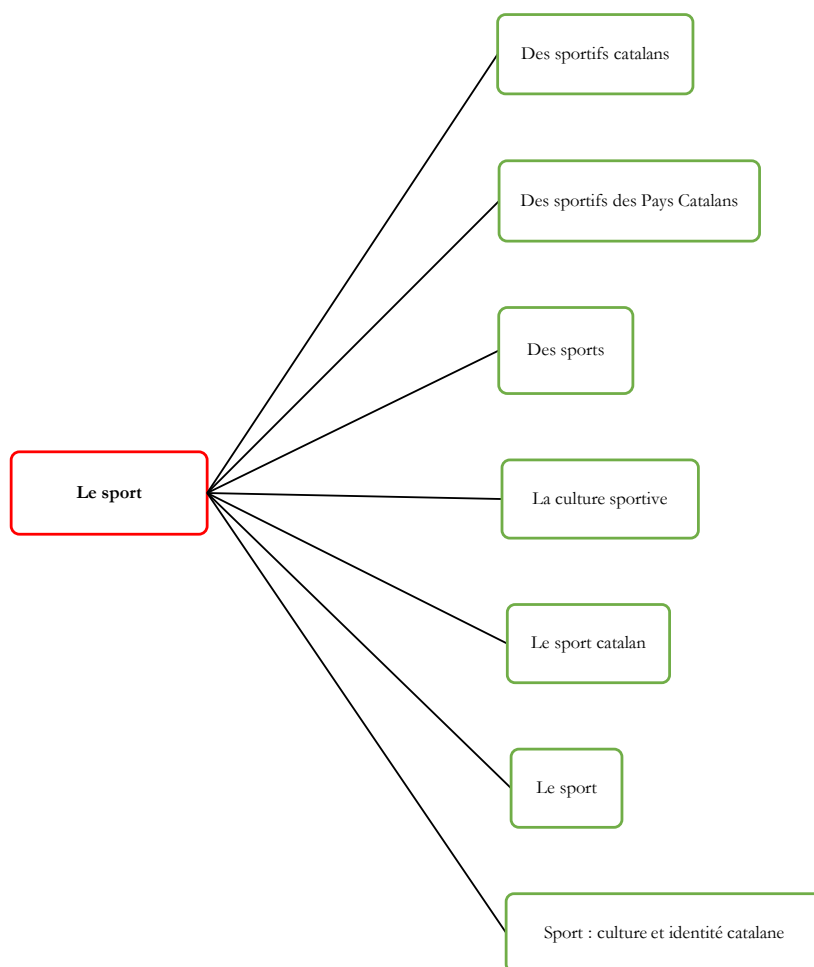 Des sportifs catalans
Des sportifs des Pays Catalans
Des sports
Le sport
La culture sportive
Le sport catalan
Le sport
Sport : culture et identité catalane